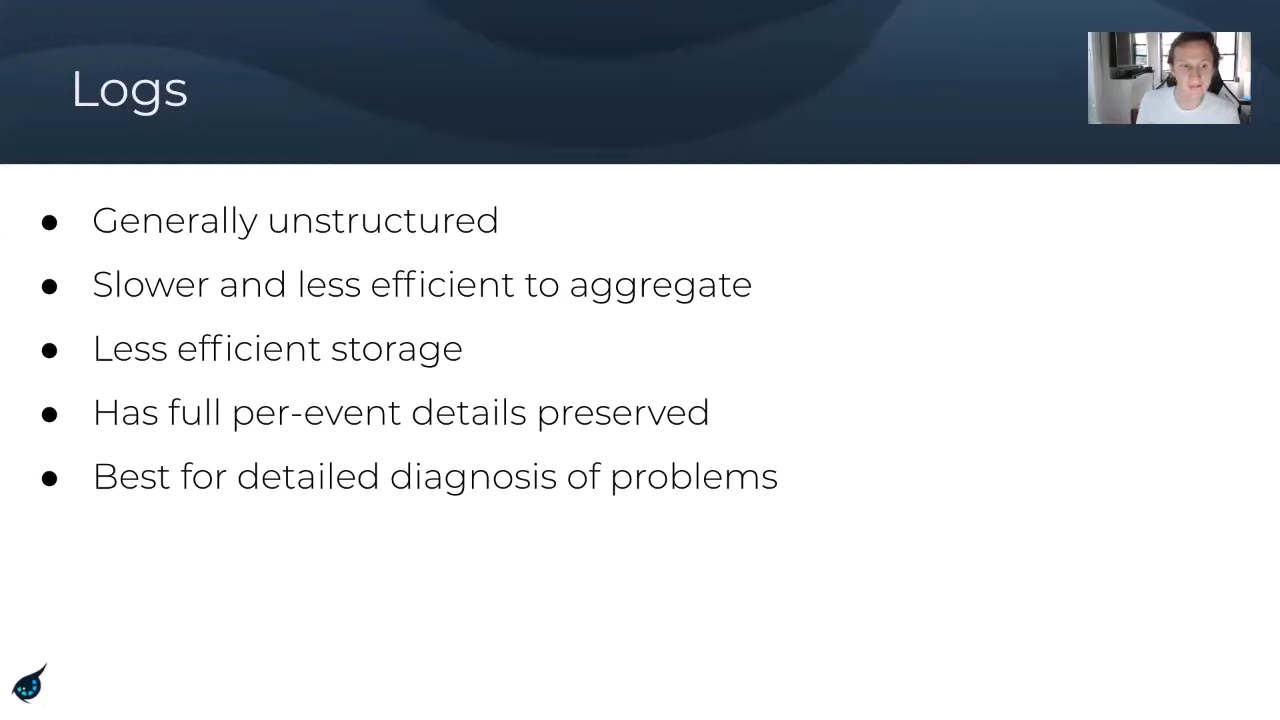 Logs
● Generally unstructured
● Slower and less efficient to aggregate
● Less efficient storage
● Has full per-event details preserved
● Best for detailed diagnosis of problems